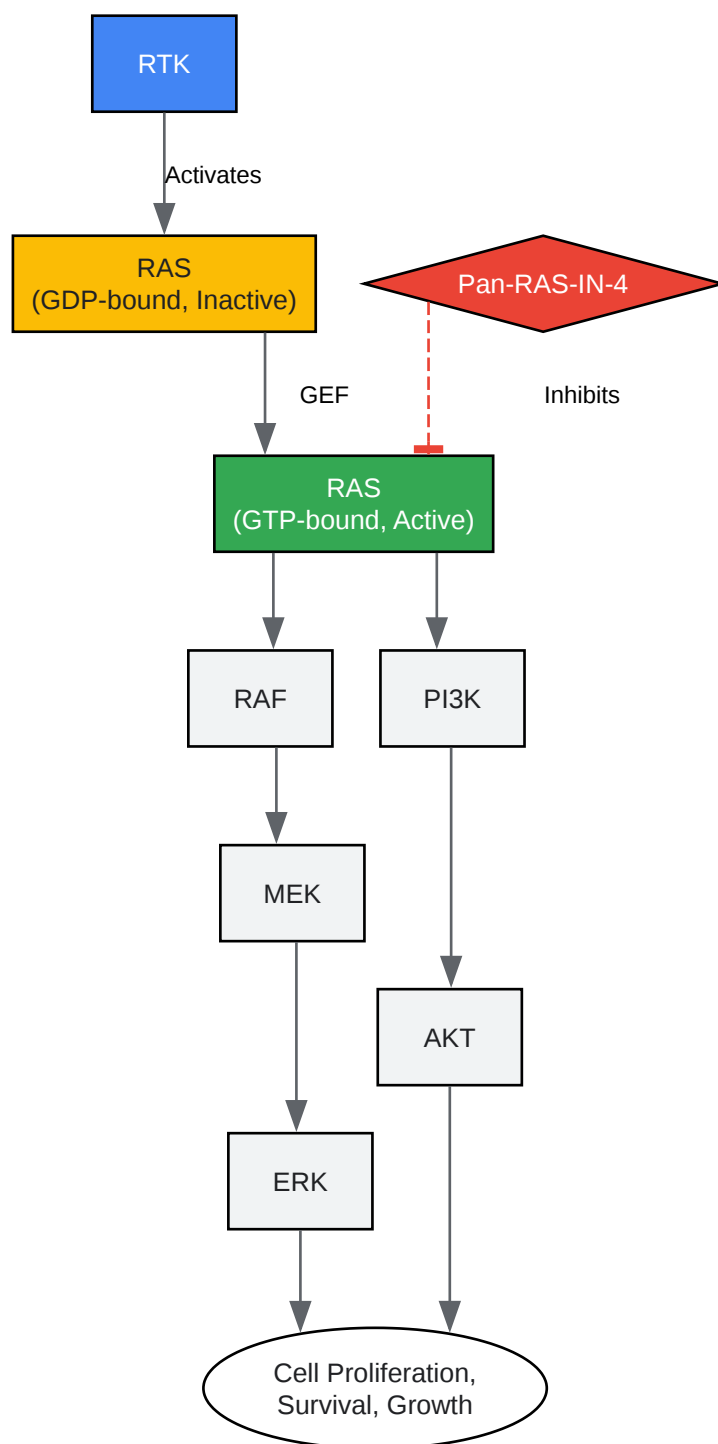 RTK
Activates
RAS
(GDP-bound, Inactive)
Pan-RAS-IN-4
GEF
Inhibits
RAS
(GTP-bound, Active)
RAF
PI3K
MEK
AKT
ERK
Cell Proliferation,
Survival, Growth